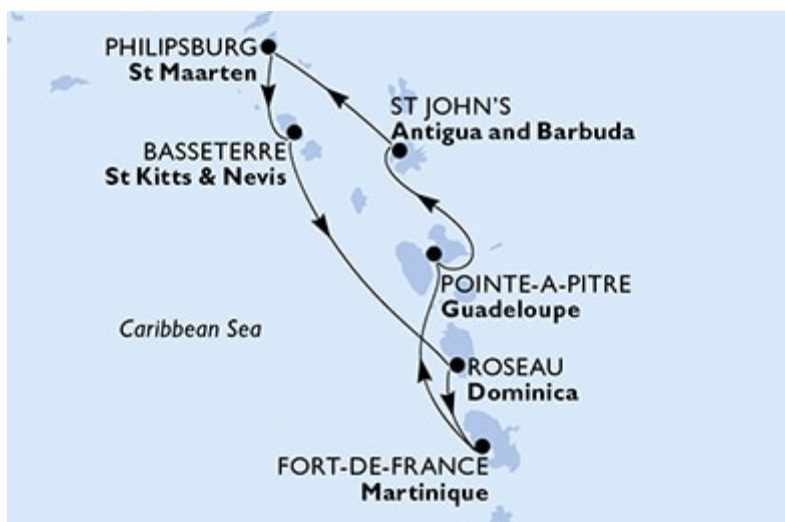 PHILIPSBURG
St Maarten
ST JOHN'S
Antigua and Barbuda
BASSETERRE
St Kitts & Nevis
POINTE-A-PITRE
Guadeloupe
Caribbean Sea
ROSEAU
Dominica
FORT-DE-FRANCE
Martinique